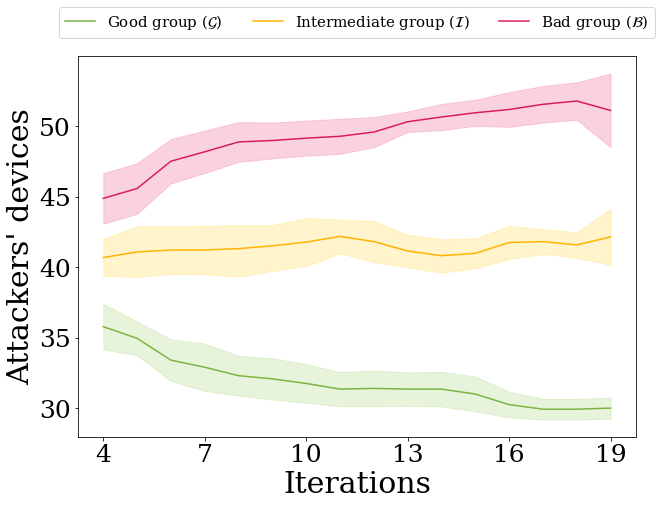 Good group (𝒢) Intermediate group (ℐ) Bad group (ℬ)
Attackers' devices
50
45
40
35
30
4 7 10 13 16 19
Iterations